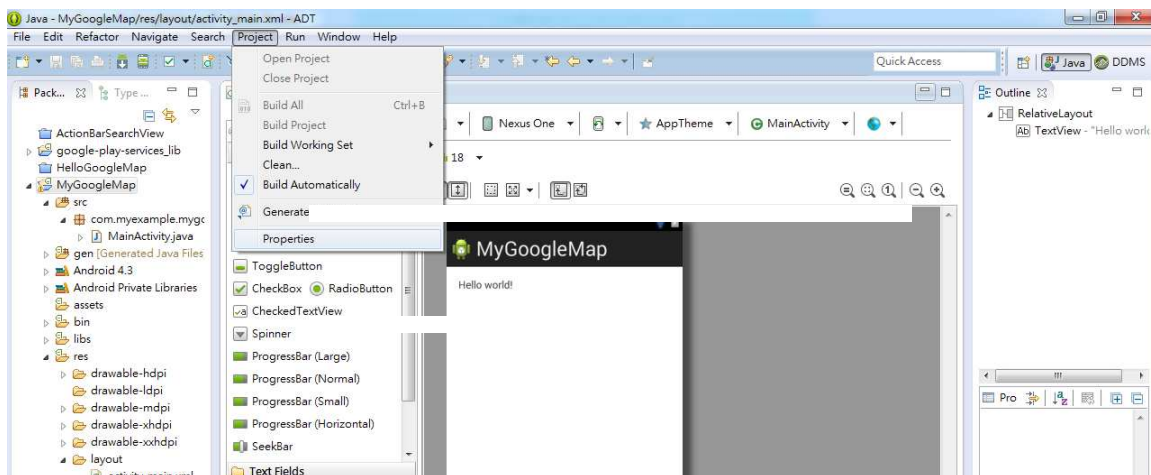 Java - MyGoogleMap/res/layout/activity_main.xml - ADT
File Edit Refactor Navigate Search Project Run Window Help
Quick Access
Java
DDMS
Pack...
Type ...
ActionBarSearchView
google-play-services_lib
HelloGoogleMap
MyGoogleMap
src
com.myexample.mygc
MainActivity.java
gen [Generated Java Files
Android 4.3
Android Private Libraries
assets
bin
libs
res
drawable-hdpi
drawable-ldpi
drawable-mdpi
drawable-xhdpi
drawable-xxhdpi
layout
Open Project
Close Project
Build All Ctrl+B
Build Project
Build Working Set
Clean...
Build Automatically
Generate
Properties
ToggleButton
CheckBox RadioButton
CheckedTextView
Spinner
ProgressBar (Large)
ProgressBar (Normal)
ProgressBar (Small)
ProgressBar (Horizontal)
SeekBar
Text Fields
Nexus One AppTheme MainActivity
18
MyGoogleMap
Hello world!
Outline
RelativeLayout
Ab TextView - "Hello world
Pro